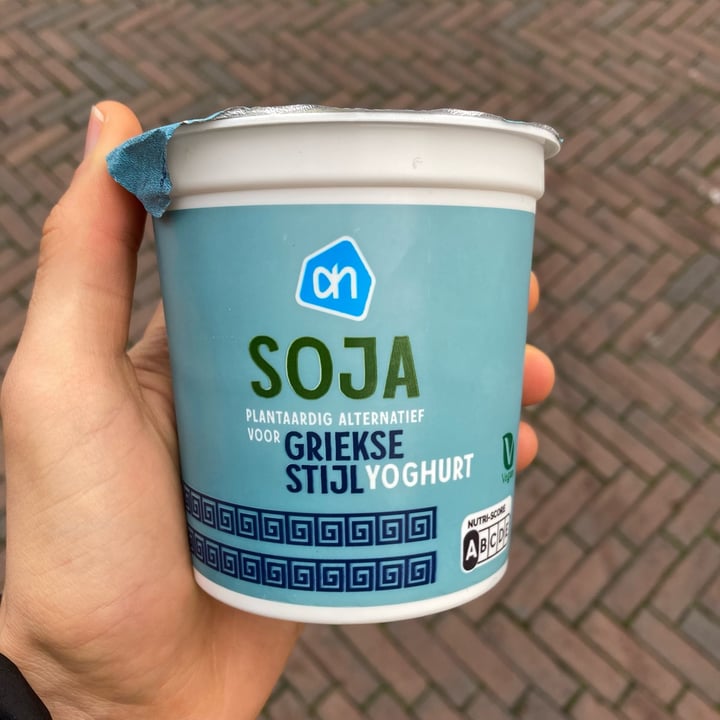 ah
SOJA
PLANTAARDIG ALTERNATIEF
VOOR GRIEKSE
STIJL YOGHURT
Vegan
NUTRI-SCORE
A B C D E